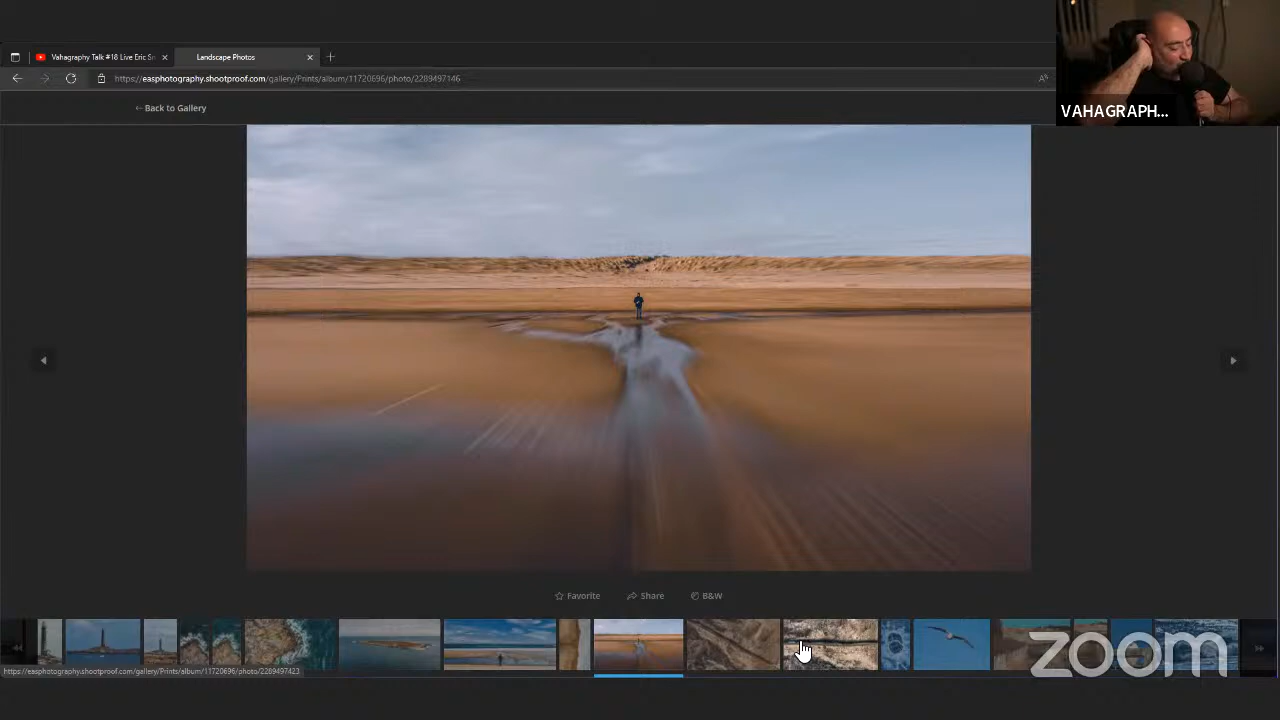 Vahagraphy Talk #18 Live Eric Sm
Landscape Photos
https://easphotography.shootproof.com/gallery/Prints/album/11720696/photo/2289497146
VAHAGRAPH...
←Back to Gallery
Favorite
Share
B&W
zoom
https://easphotography.shootproof.com/gallery/Prints/album/11720696/photo/2289497423